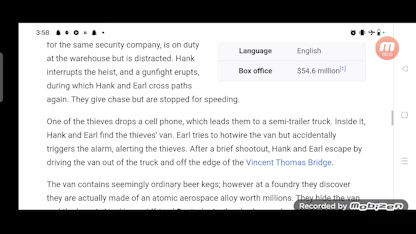 3:58
for the same security company, is on duty
at the warehouse but is distracted. Hank
interrupts the heist, and a gunfight erupts,
during which Hank and Earl cross paths
again. They give chase but are stopped for speeding.
Language English
Box office $54.6 million[1]
One of the thieves drops a cell phone, which leads them to a semi-trailer truck. Inside it,
Hank and Earl find the thieves' van. Earl tries to hotwire the van but accidentally
triggers the alarm, alerting the thieves. After a brief shootout, Hank and Earl escape by
driving the van out of the truck and off the edge of the Vincent Thomas Bridge.
The van contains seemingly ordinary beer kegs; however at a foundry they discover
they are actually made of an atomic aerospace alloy worth millions. They hide the van
Recorded by MOBIZEN